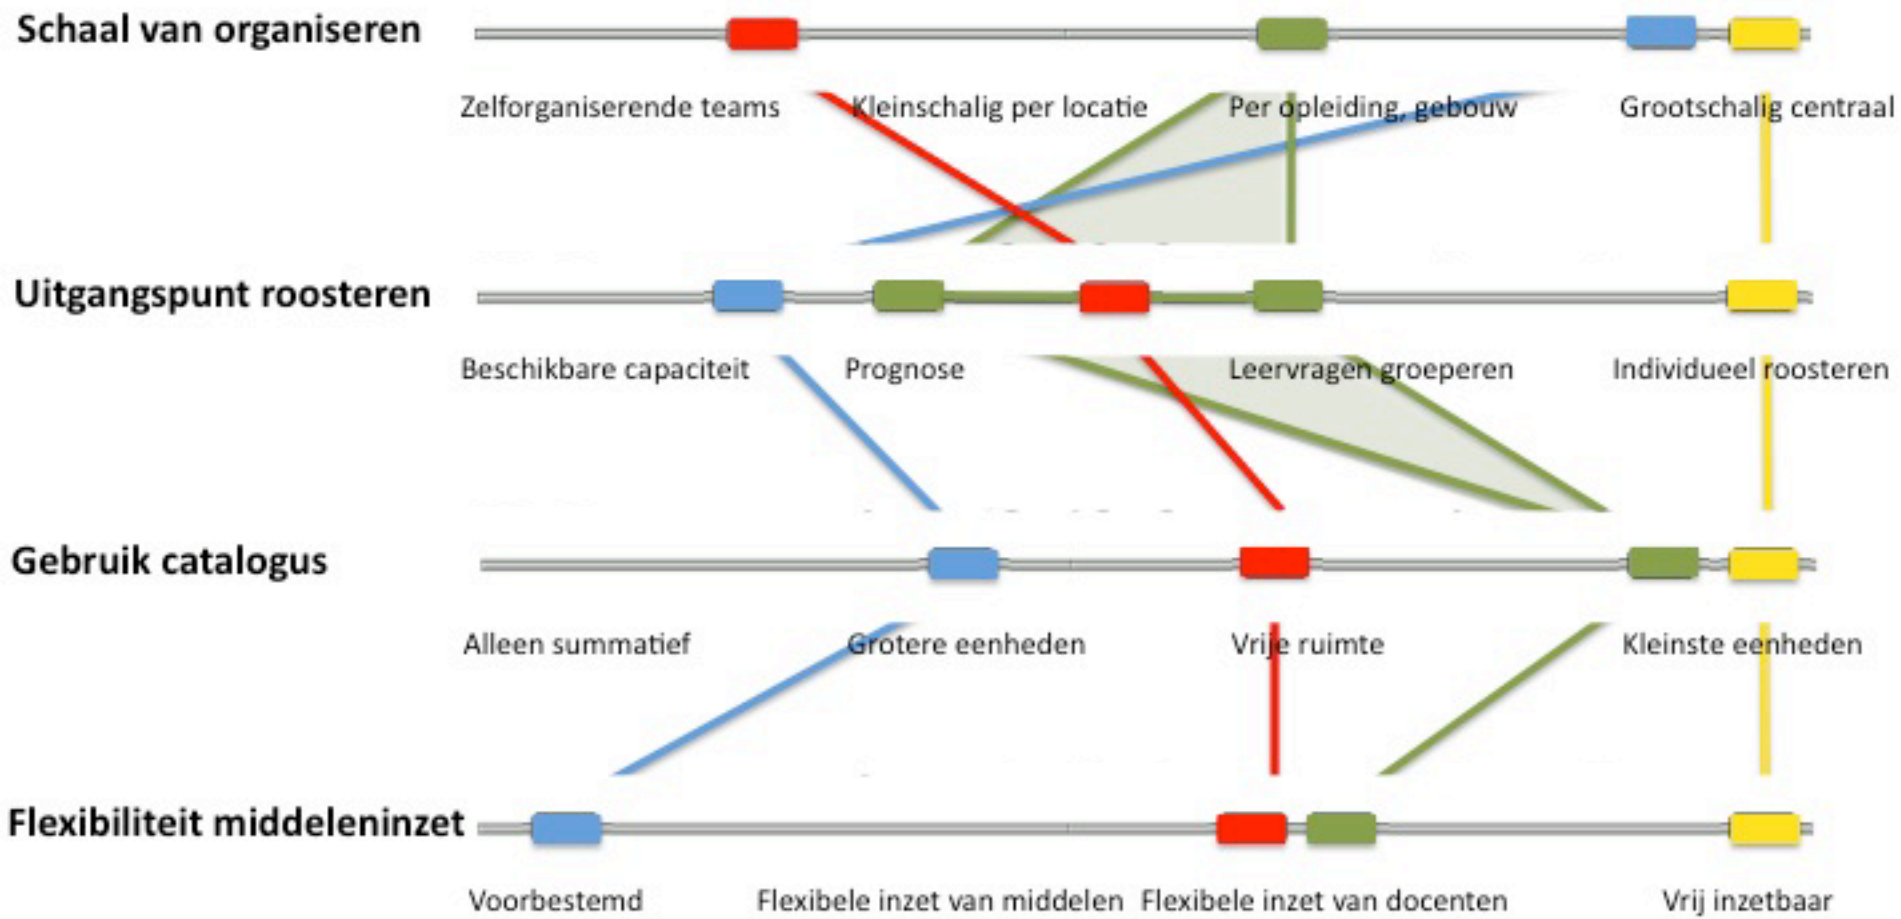 Schaal van organiseren
Zelforganiserende teams Kleinschalig per locatie Per opleiding, gebouw Grootschalig centraal
Uitgangspunt roosteren
Beschikbare capaciteit Prognose Leervragen groeperen Individueel roosteren
Gebruik catalogus
Alleen summatief Grotere eenheden Vrije ruimte Kleinste eenheden
Flexibiliteit middeleninzet
Voorbestemd Flexibele inzet van middelen Flexibele inzet van docenten Vrij inzetbaar